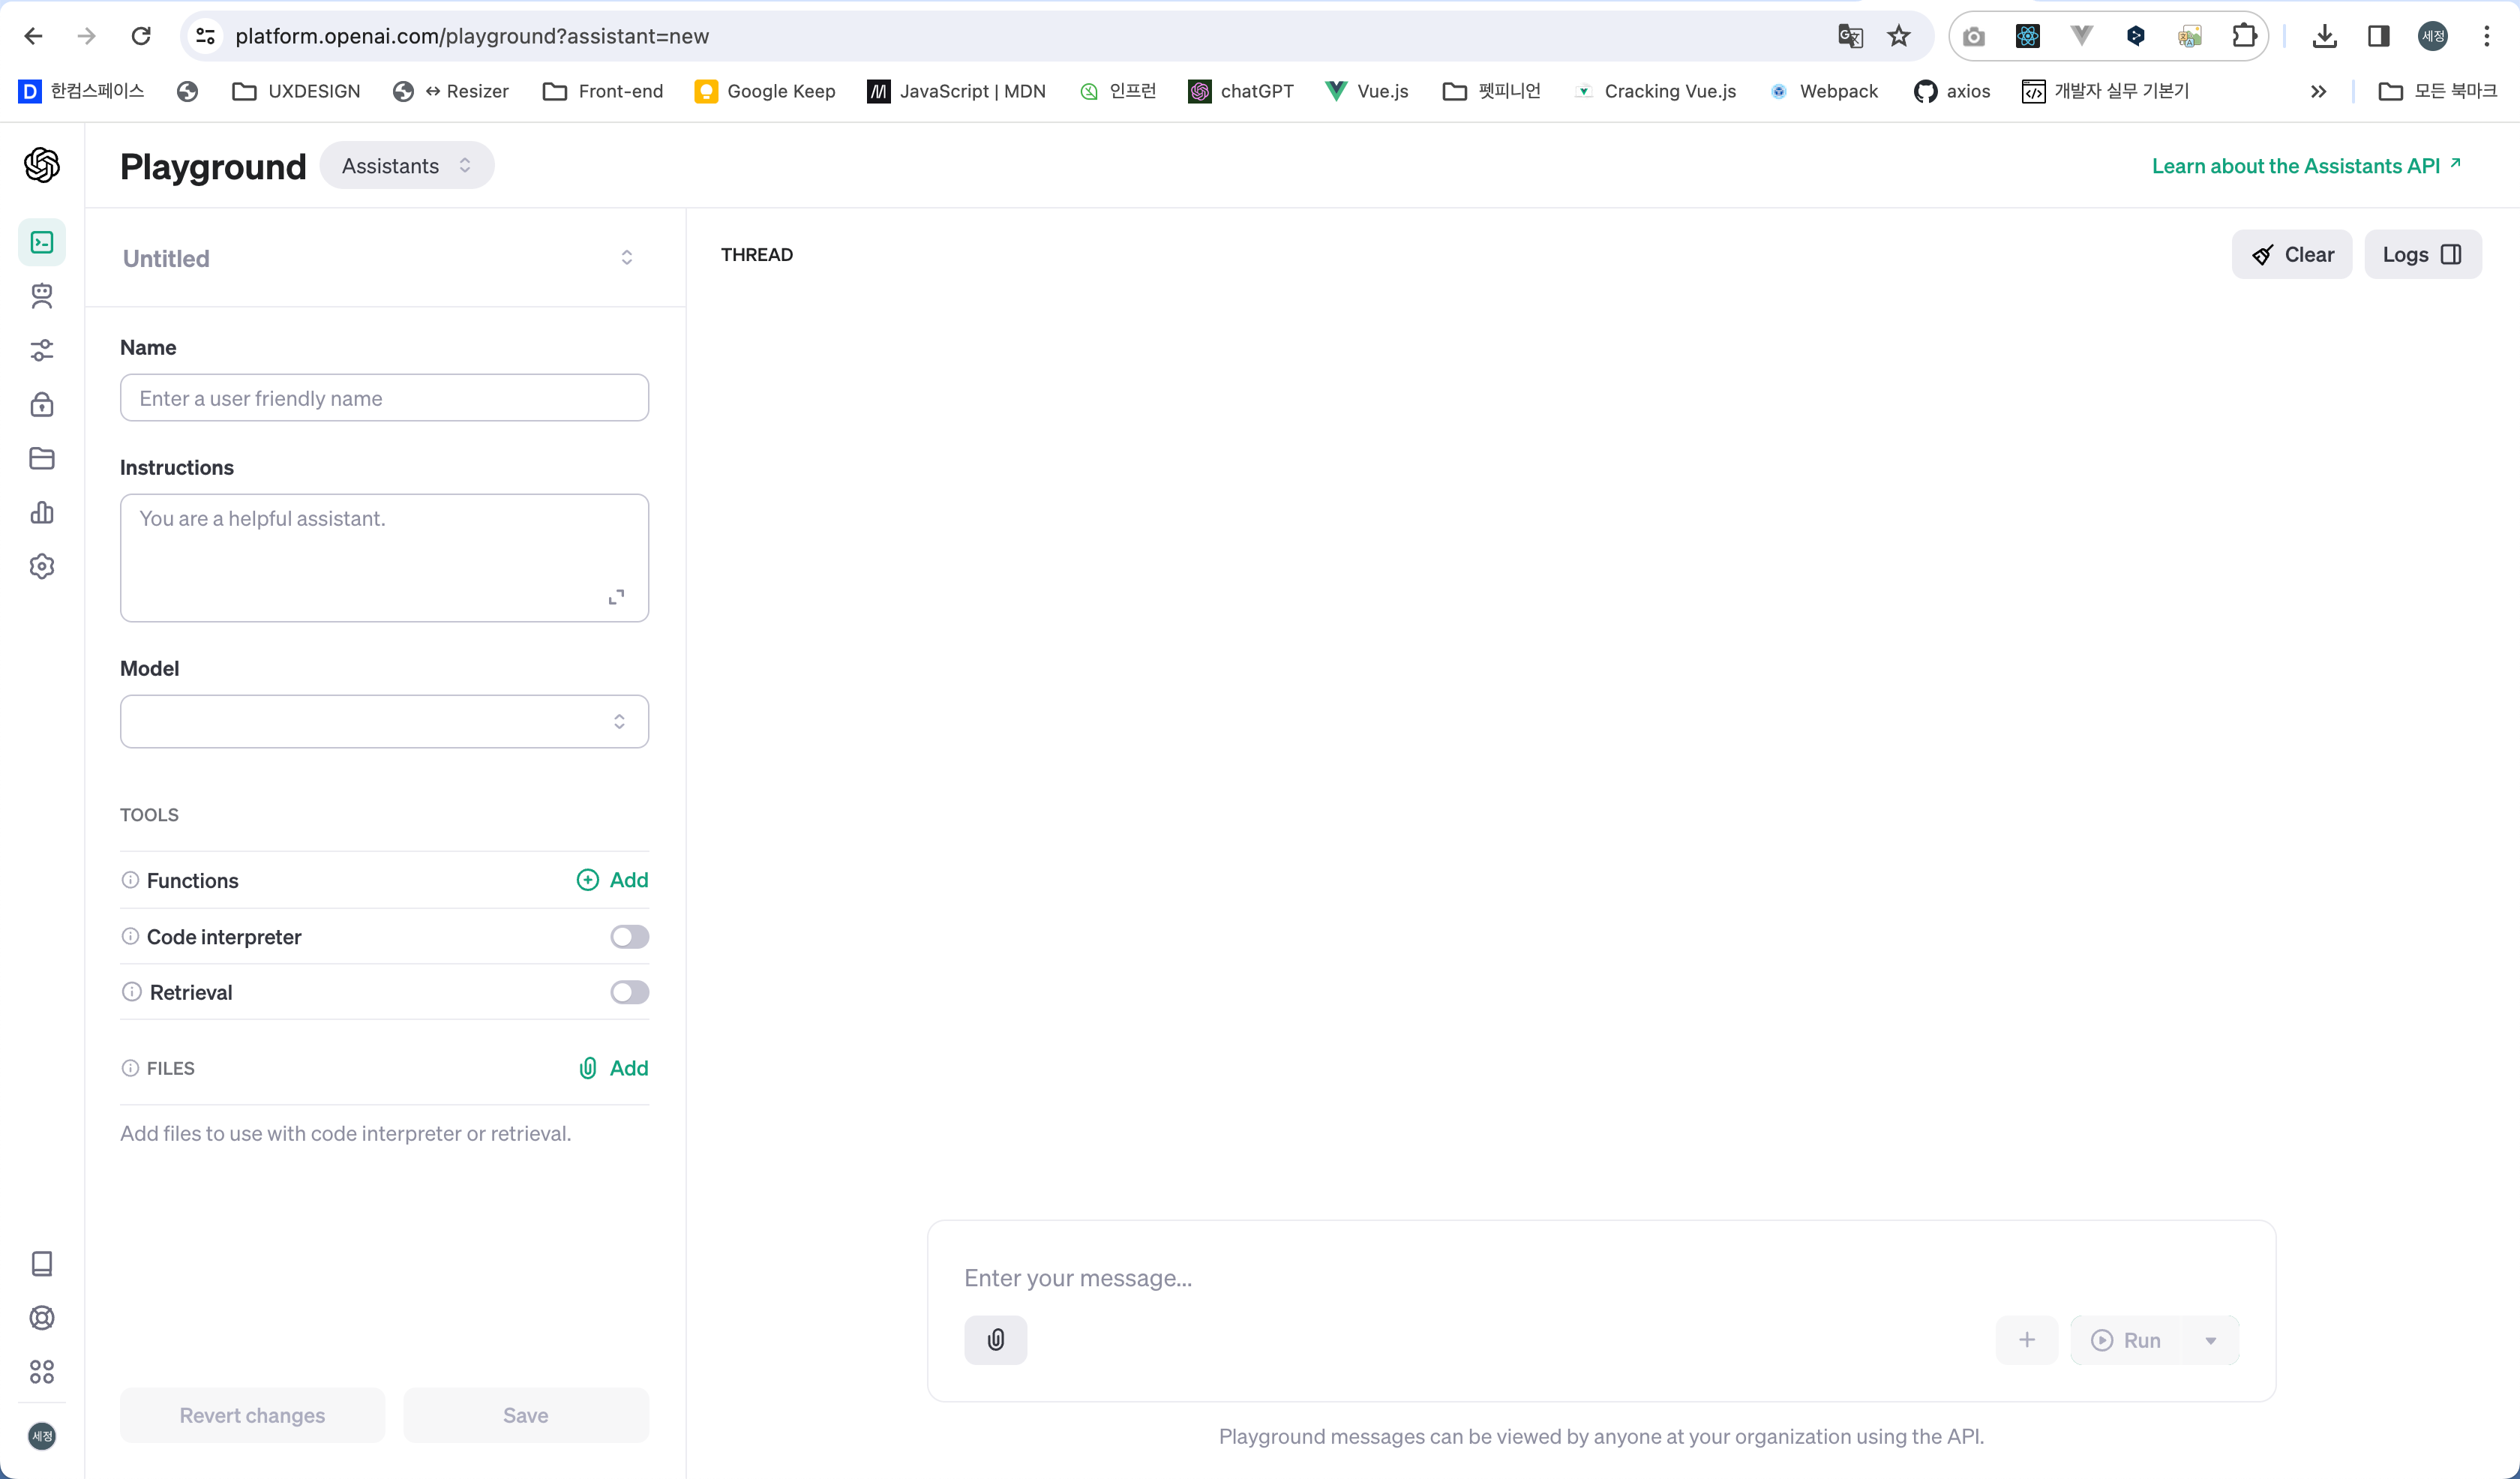 platform.openai.com/playground?assistant=new
세정
D 한컴스페이스
UXDESIGN
↔ Resizer
Front-end
Google Keep
JavaScript | MDN
인프런
chatGPT
Vue.js
펫피니언
Cracking Vue.js
Webpack
axios
개발자 실무 기본기
»
모든 북마크
Playground
Assistants
Learn about the Assistants API ↗
Untitled
Name
Enter a user friendly name
Instructions
You are a helpful assistant.
Model
TOOLS
Functions
Add
Code interpreter
Retrieval
FILES
Add
Add files to use with code interpreter or retrieval.
Revert changes
Save
세정
THREAD
Clear
Logs
Enter your message...
Run
Playground messages can be viewed by anyone at your organization using the API.